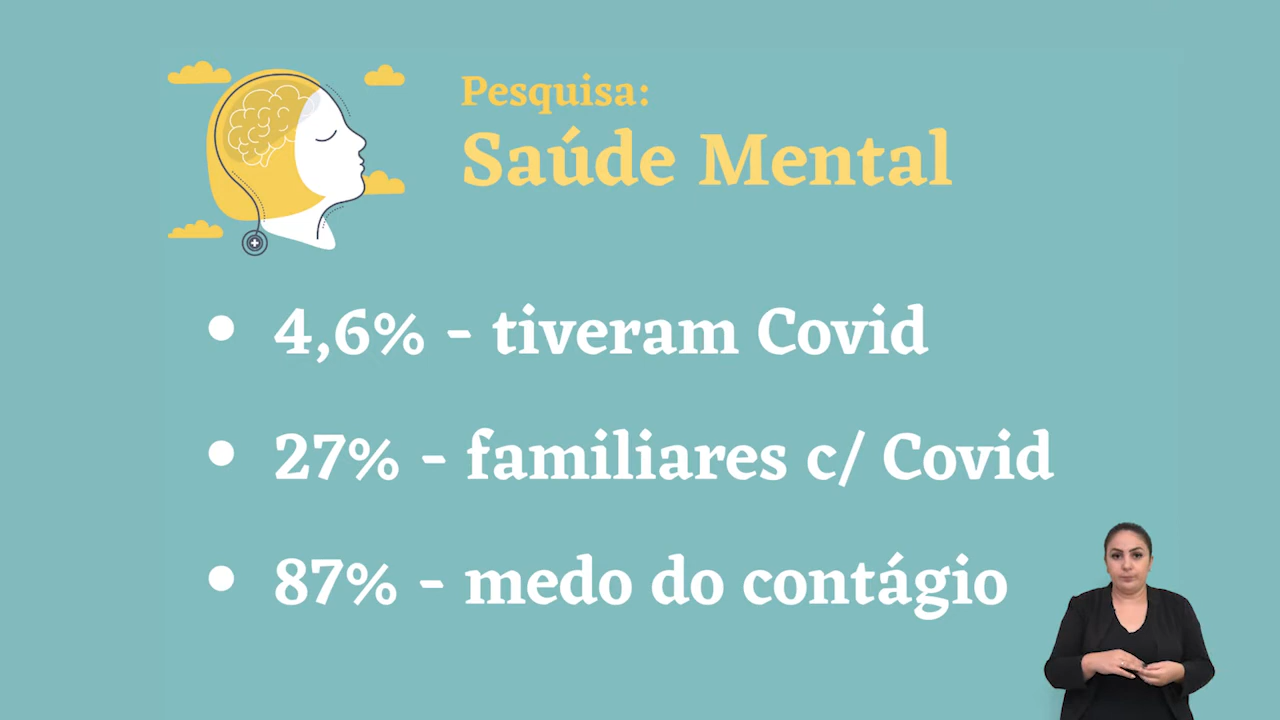 Pesquisa:
Saúde Mental
4,6% - tiveram Covid
27% - familiares c/ Covid
87% - medo do contágio